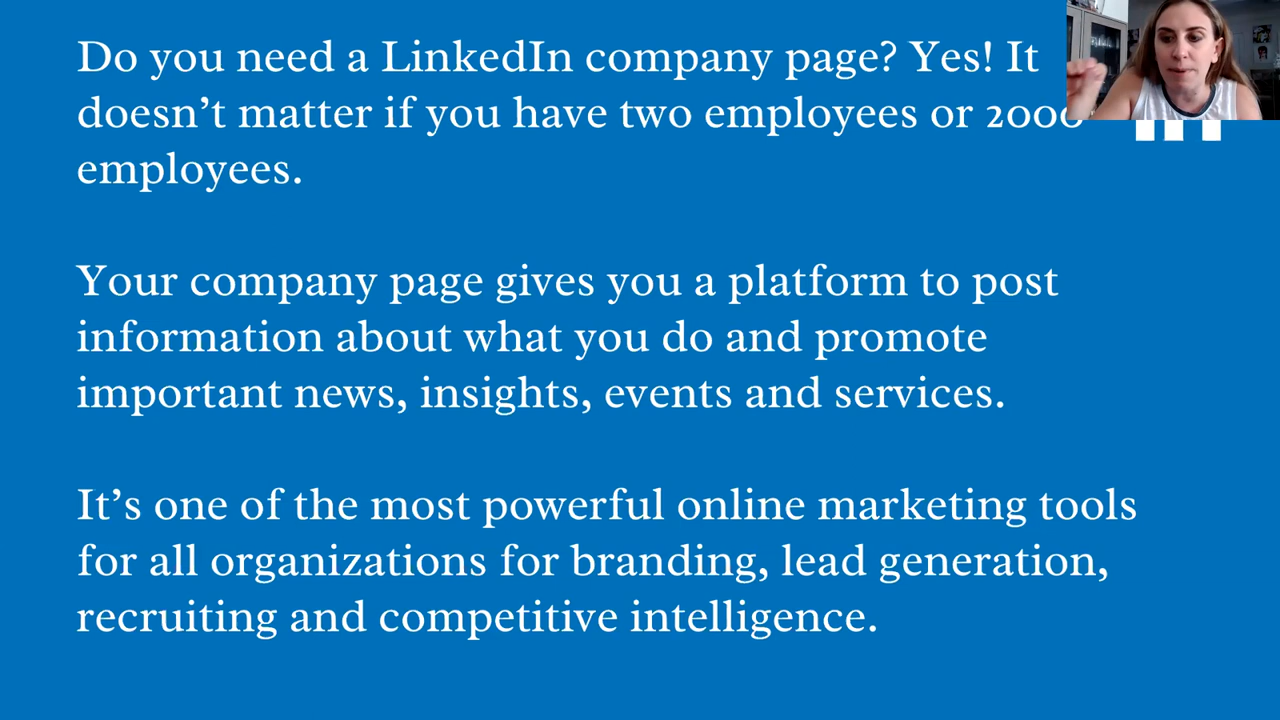 Do you need a LinkedIn company page? Yes! It
doesn’t matter if you have two employees or 2000
employees.
Your company page gives you a platform to post
information about what you do and promote
important news, insights, events and services.
It’s one of the most powerful online marketing tools
for all organizations for branding, lead generation,
recruiting and competitive intelligence.